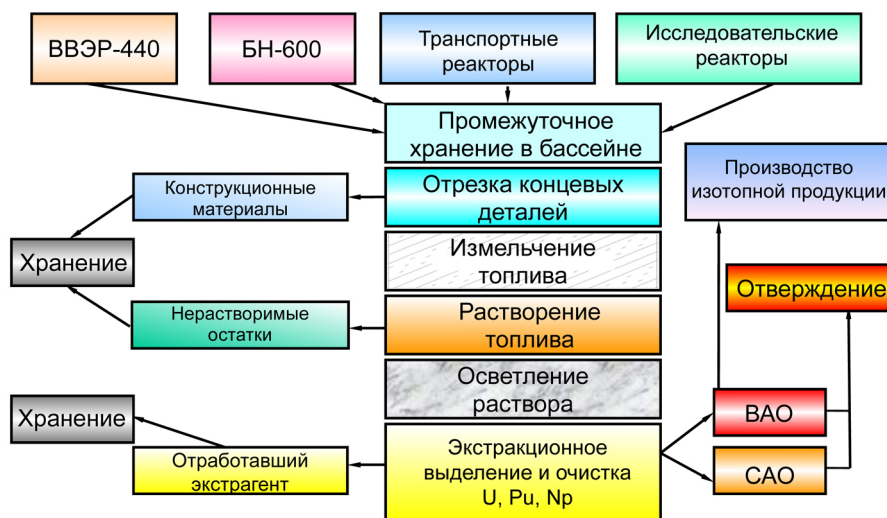 ВВЭР-440
БН-600
Транспортные
реакторы
Исследовательские
реакторы
Промежуточное
хранение в бассейне
Производство
изотопной продукции
Конструкционные
материалы
Отрезка концевых
деталей
Хранение
Измельчение
топлива
Отверждение
Нерастворимые
остатки
Растворение
топлива
Осветление
раствора
Хранение
ВАО
Отработавший
экстрагент
Экстракционное
выделение и очистка
U, Pu, Np
САО